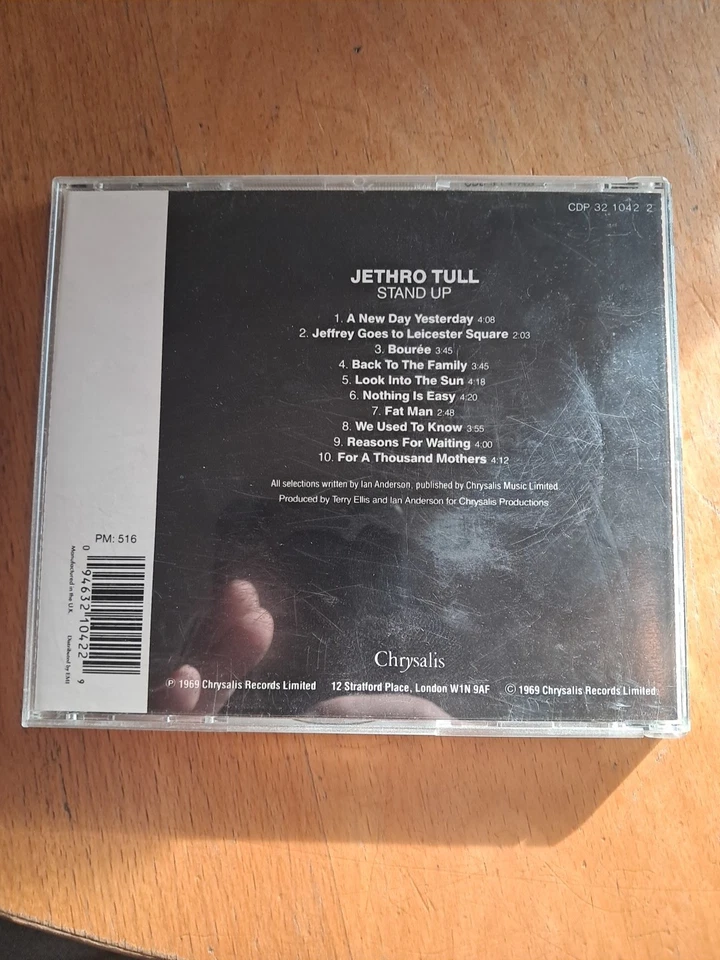 CDP 32 1042 2
JETHRO TULL
STAND UP
1. A New Day Yesterday 4:08
2. Jeffrey Goes to Leicester Square 2:03
3. Bourée 3:45
4. Back To The Family 3:45
5. Look Into The Sun 4:18
6. Nothing Is Easy 4:20
7. Fat Man 2:48
8. We Used To Know 3:55
9. Reasons For Waiting 4:00
10. For A Thousand Mothers 4:12
All selections written by Ian Anderson, published by Chrysalis Music Limited.
Produced by Terry Ellis and Ian Anderson for Chrysalis Productions
PM: 516
0 94632 10422 9
Manufactured in the U.K. Distributed by EMI
Chrysalis
℗ 1969 Chrysalis Records Limited 12 Stratford Place, London W1N 9AF © 1969 Chrysalis Records Limited.